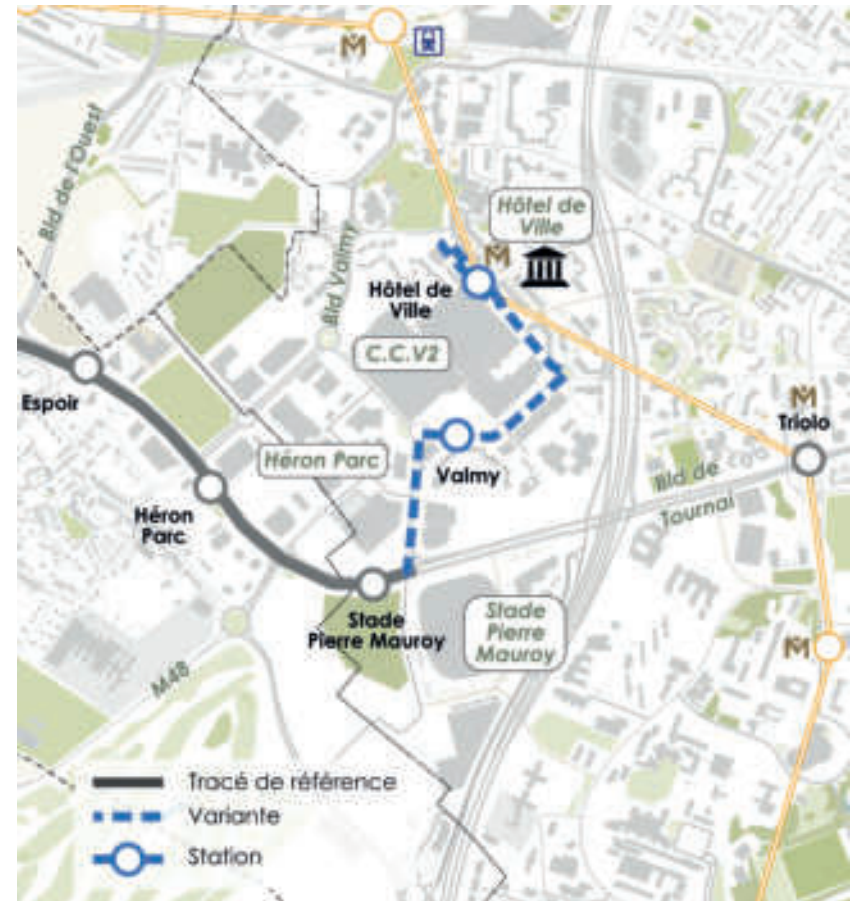 M
Bld de l'Ouest
Hôtel de
Ville
M
Bld Valmy
Hôtel de
Ville
C.C.V2
Espoir
M
Triolo
Héron Parc
Valmy
Bld de
Tournai
Héron
Parc
Stade
Pierre Mauroy
Stade
Pierre
Mauroy
M
M48
Tracé de référence
Variante
Station